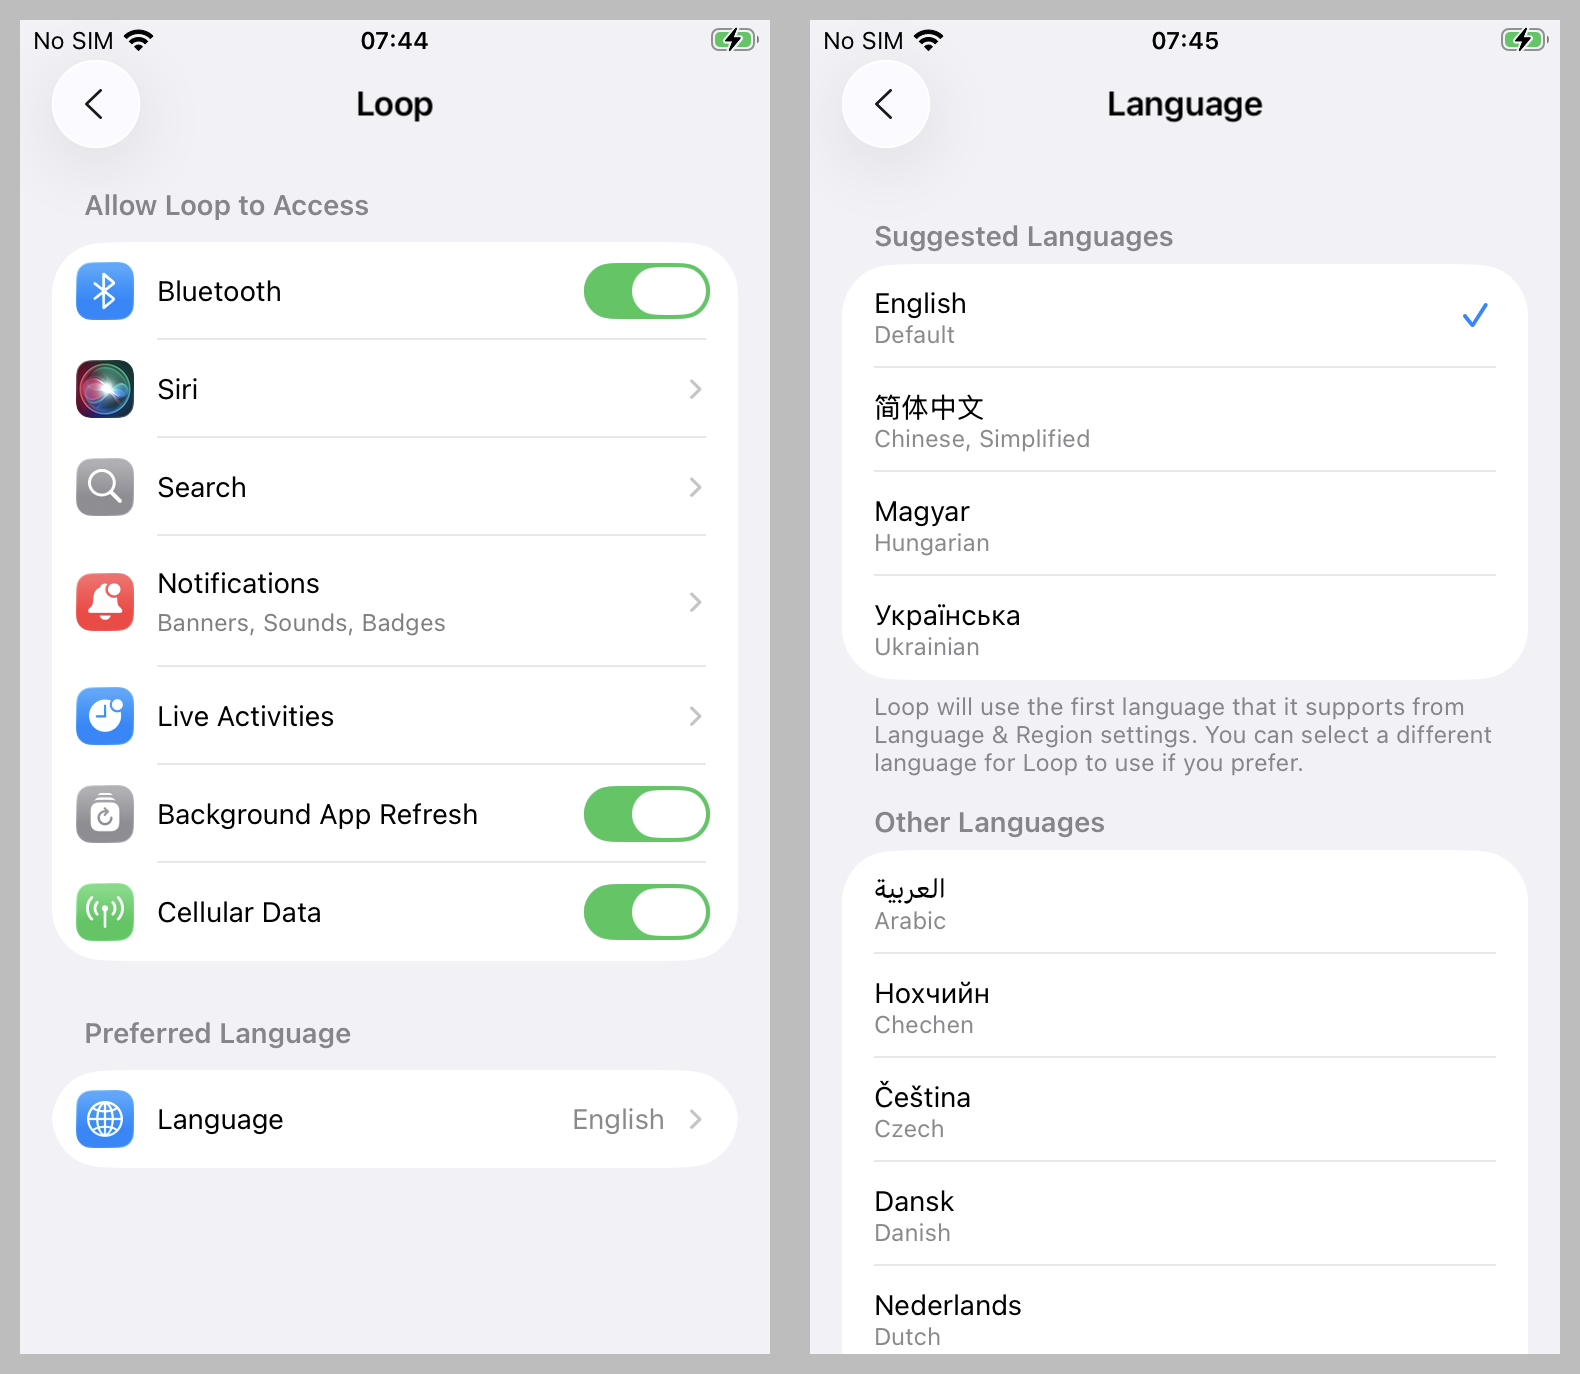 No SIM 07:44
Loop
Allow Loop to Access
Bluetooth
Siri
Search
Notifications
Banners, Sounds, Badges
Live Activities
Background App Refresh
Cellular Data
Preferred Language
Language English
No SIM 07:45
Language
Suggested Languages
English
Default
简体中文
Chinese, Simplified
Magyar
Hungarian
Українська
Ukrainian
Loop will use the first language that it supports from
Language & Region settings. You can select a different
language for Loop to use if you prefer.
Other Languages
العربية
Arabic
Нохчийн
Chechen
Čeština
Czech
Dansk
Danish
Nederlands
Dutch